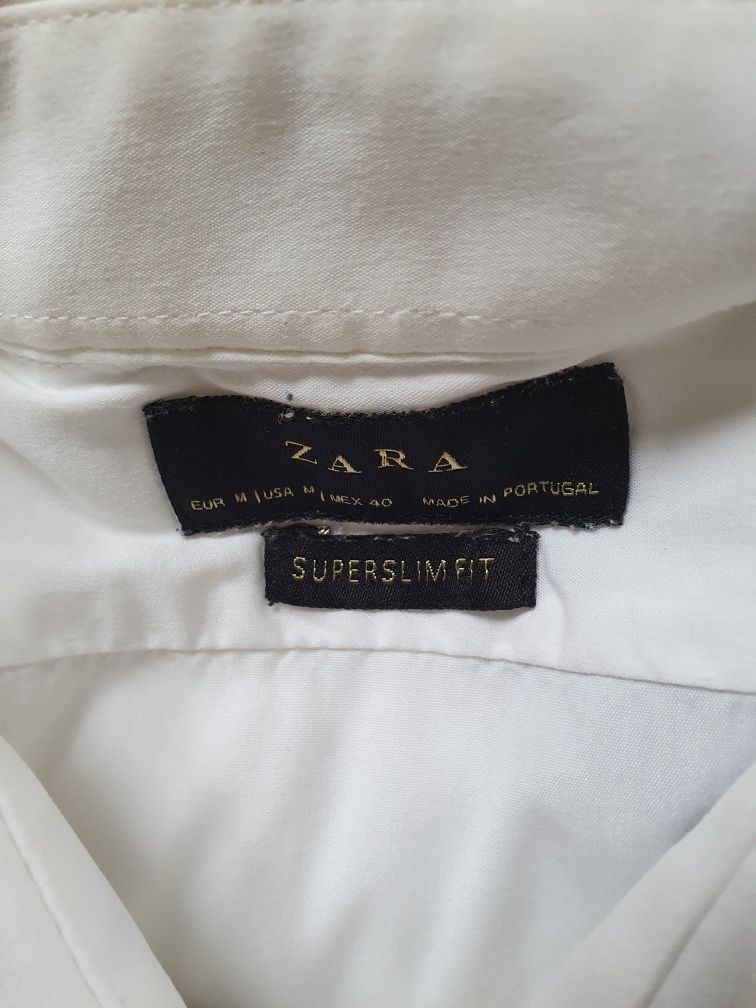 ZARA
EUR M | USA M | MEX 40 MADE IN PORTUGAL
SUPERSLIM FIT